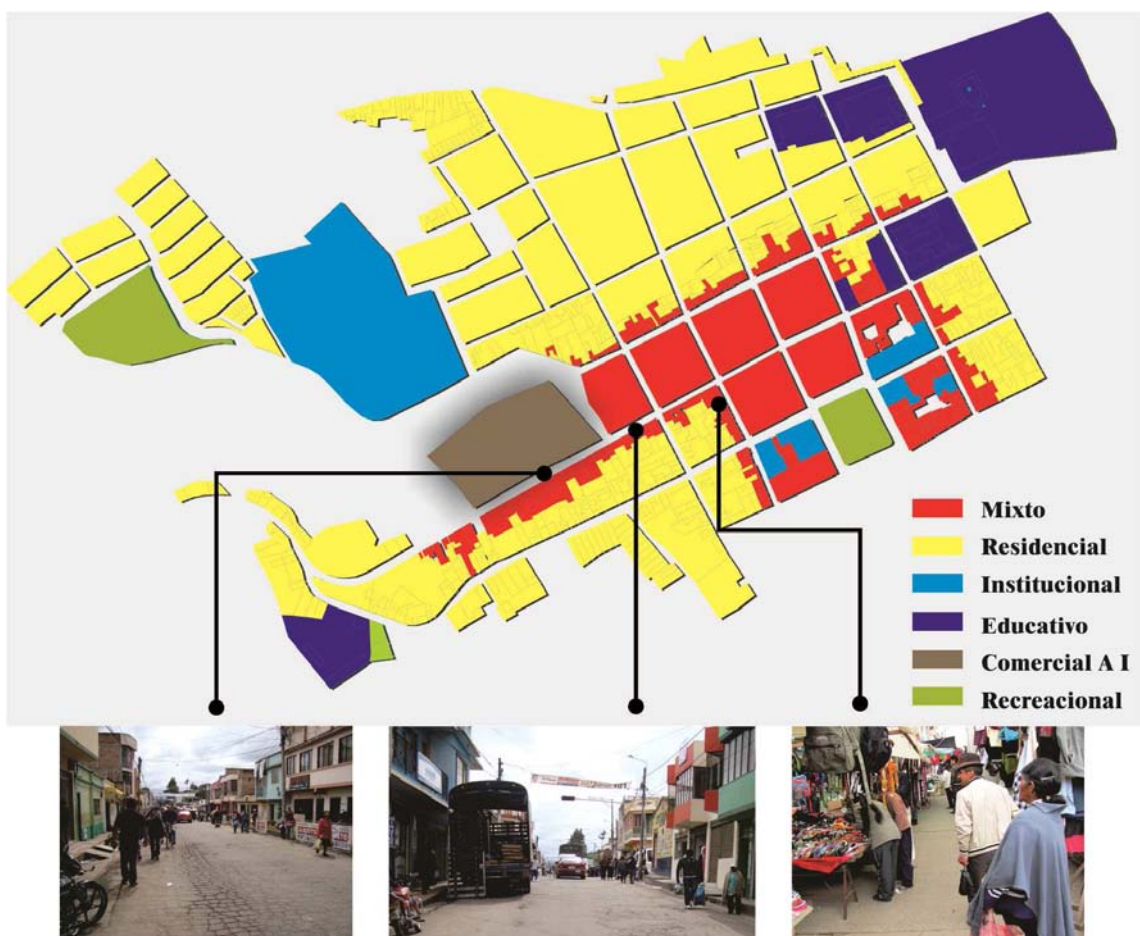 Mixto
Residencial
Institucional
Educativo
Comercial A I
Recreacional